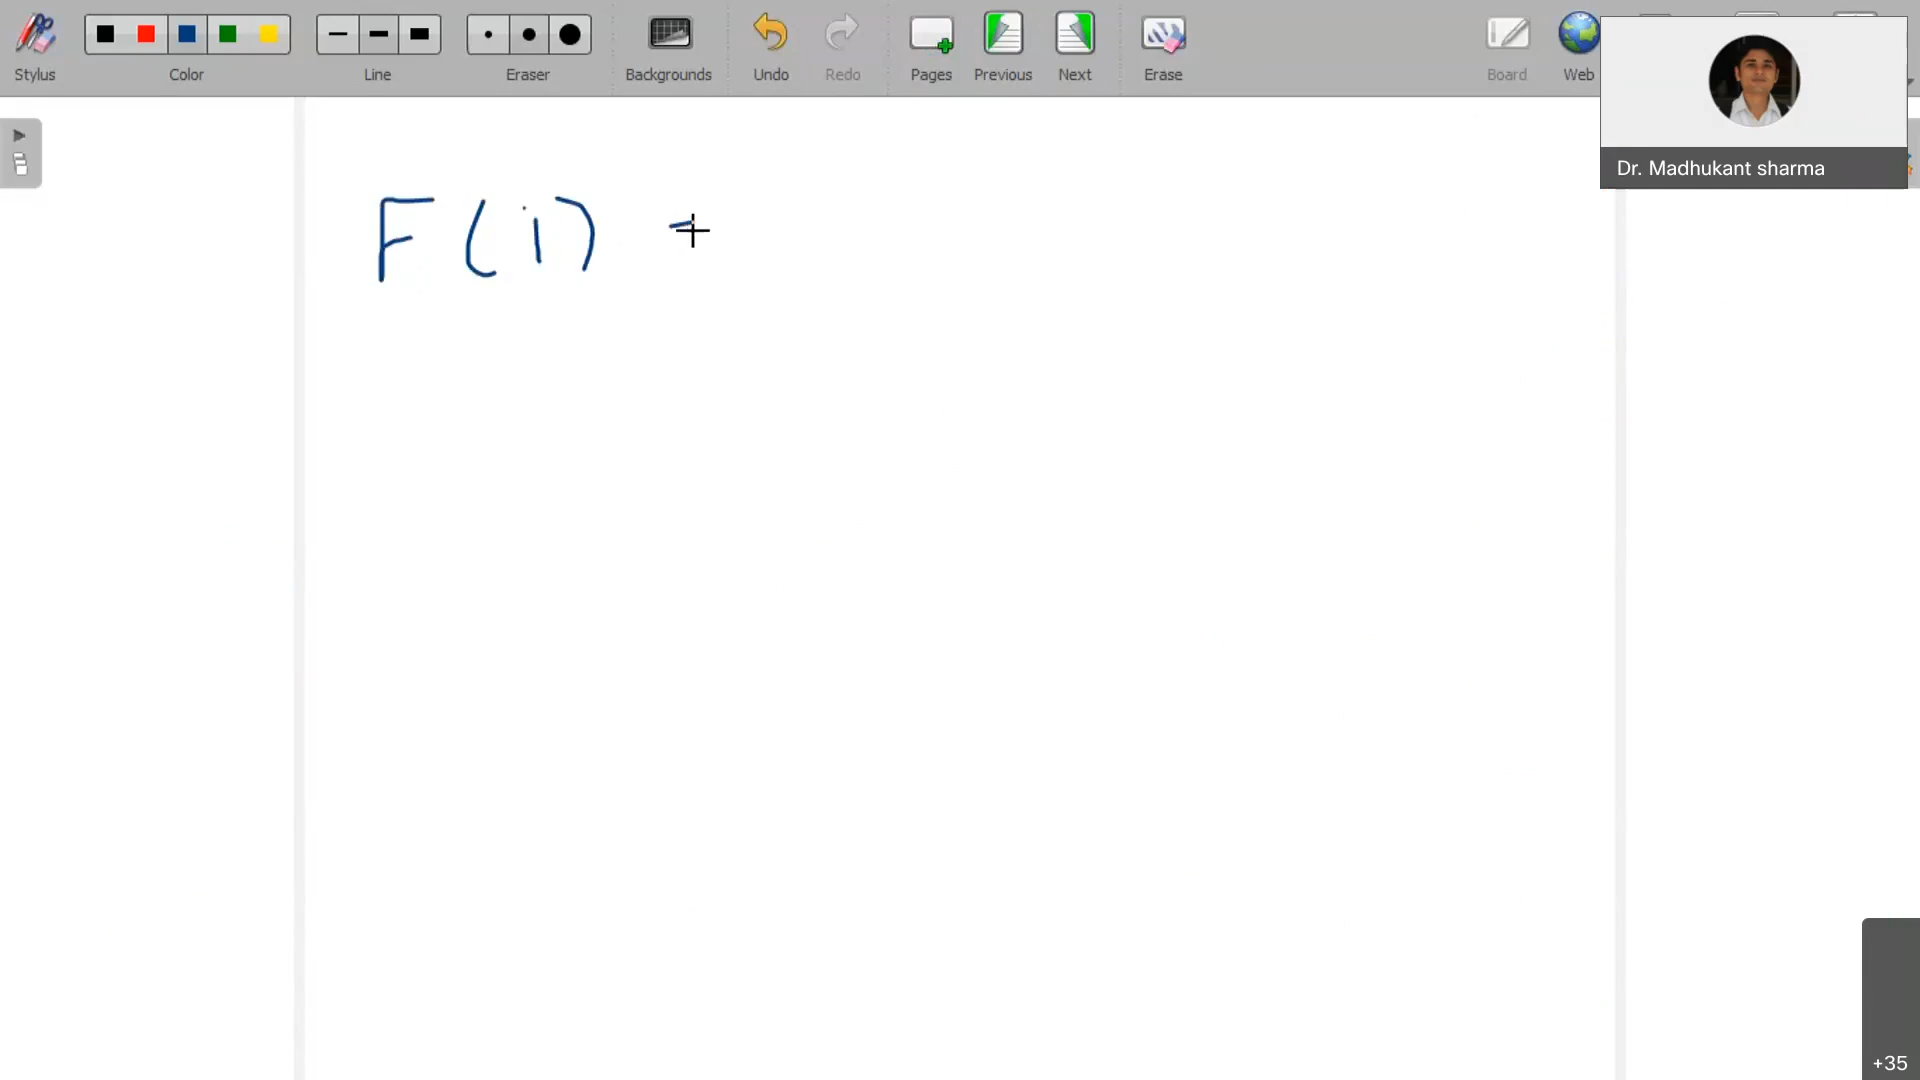 Stylus Color Line Eraser Backgrounds Undo Redo Pages Previous Next Erase Board Web
Dr. Madhukant sharma
F(i)
+35